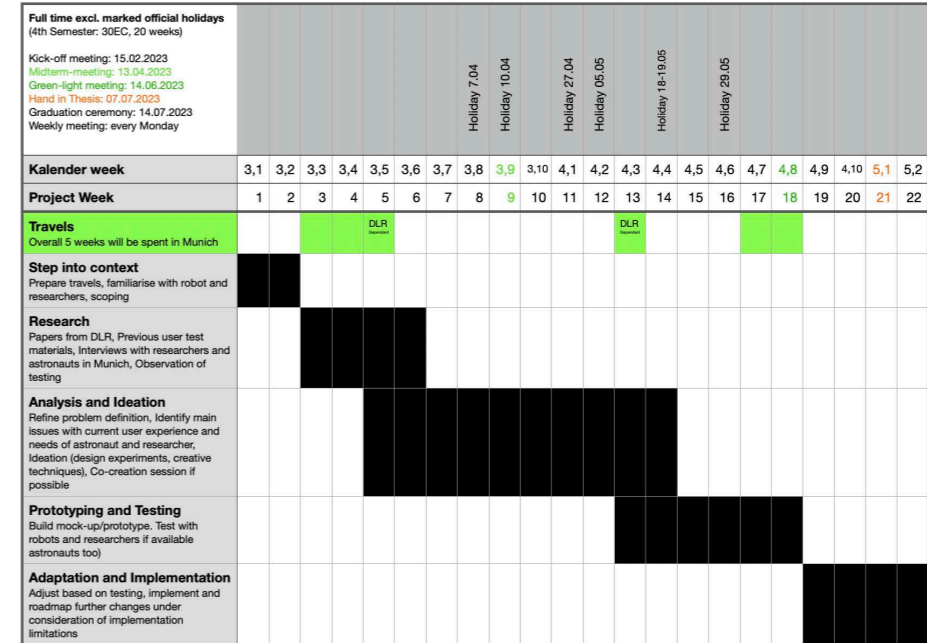 Full time excl. marked official holidays
(4th Semester: 30EC, 20 weeks)
Kick-off meeting: 15.02.2023
Midterm-meeting: 13.04.2023
Green-light meeting: 14.06.2023
Hand in Thesis: 07.07.2023
Graduation ceremony: 14.07.2023
Weekly meeting: every Monday
Holiday 7.04
Holiday 10.04
Holiday 27.04
Holiday 05.05
Holiday 18-19.05
Holiday 29.05
Kalender week 3,1 3,2 3,3 3,4 3,5 3,6 3,7 3,8 3,9 3,10 4,1 4,2 4,3 4,4 4,5 4,6 4,7 4,8 4,9 4,10 5,1 5,2
Project Week 1 2 3 4 5 6 7 8 9 10 11 12 13 14 15 16 17 18 19 20 21 22
Travels
Overall 5 weeks will be spent in Munich
DLR
Dependant
DLR
Dependant
Step into context
Prepare travels, familiarise with robot and
researchers, scoping
Research
Papers from DLR, Previous user test
materials, Interviews with researchers and
astronauts in Munich, Observation of
testing
Analysis and Ideation
Refine problem definition, Identify main
issues with current user experience and
needs of astronaut and researcher,
Ideation (design experiments, creative
techniques), Co-creation session if
possible
Prototyping and Testing
Build mock-up/prototype. Test with
robots and researchers if available
astronauts too)
Adaptation and Implementation
Adjust based on testing, implement and
roadmap further changes under
consideration of implementation
limitations